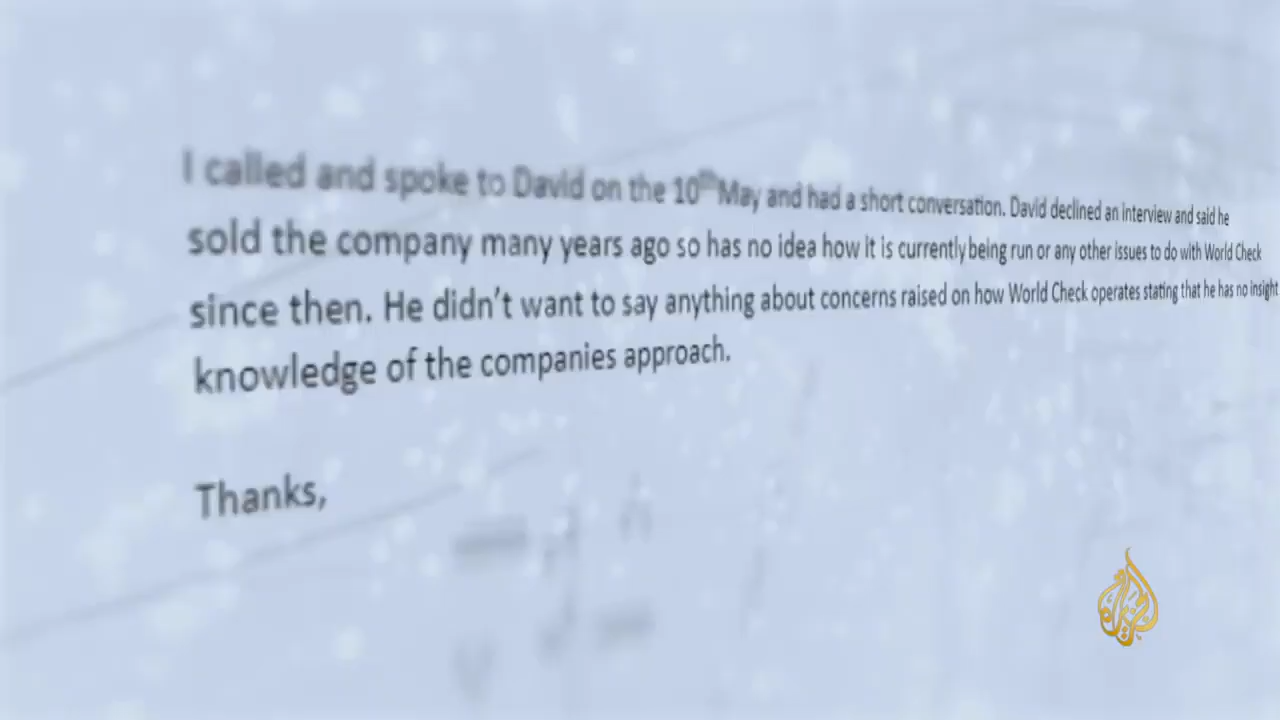 I called and spoke to David on the 10th May and had a short conversation. David declined an interview and said he
sold the company many years ago so has no idea how it is currently being run or any other issues to do with World Check
since then. He didn't want to say anything about concerns raised on how World Check operates stating that he has no insight
knowledge of the companies approach.
Thanks,
الجزيرة